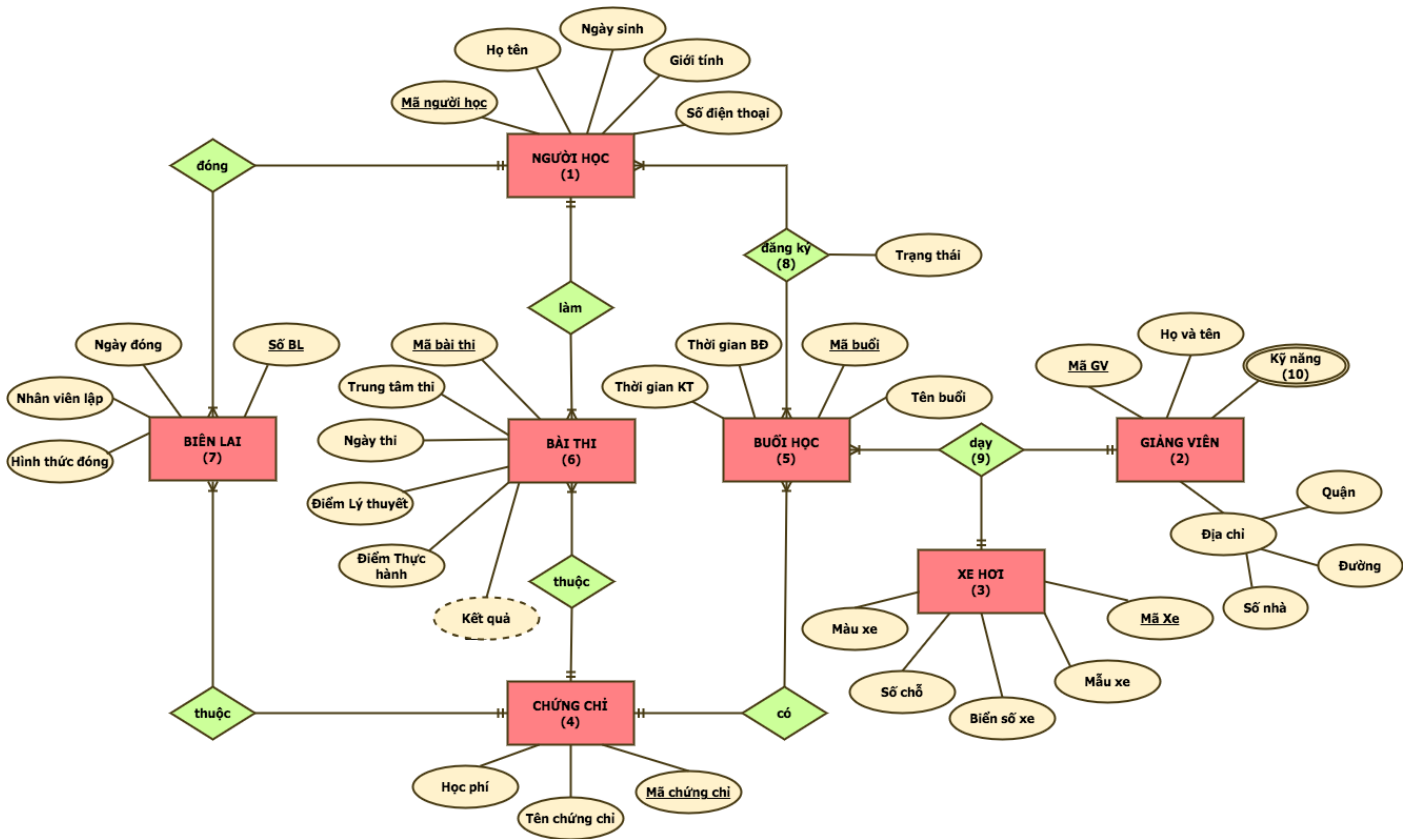 Ngày sinh
Họ tên
Giới tính
Mã người học
Số điện thoại
đóng
NGƯỜI HỌC
(1)
đăng ký
(8)
Trạng thái
làm
Ngày đóng
Số BL
Mã bài thi
Thời gian BĐ
Mã buổi
Họ và tên
Mã GV
Kỹ năng
(10)
Trung tâm thi
Thời gian KT
Nhân viên lập
Tên buổi
Ngày thi
BIÊN LAI
(7)
BÀI THI
(6)
BUỔI HỌC
(5)
dạy
(9)
GIẢNG VIÊN
(2)
Hình thức đóng
Điểm Lý thuyết
Quận
Địa chỉ
Điểm Thực
hành
Đường
thuộc
XE HƠI
(3)
Số nhà
Kết quả
Màu xe
Mã Xe
Số chỗ
Mẫu xe
Biển số xe
thuộc
CHỨNG CHỈ
(4)
có
Học phí
Mã chứng chỉ
Tên chứng chỉ